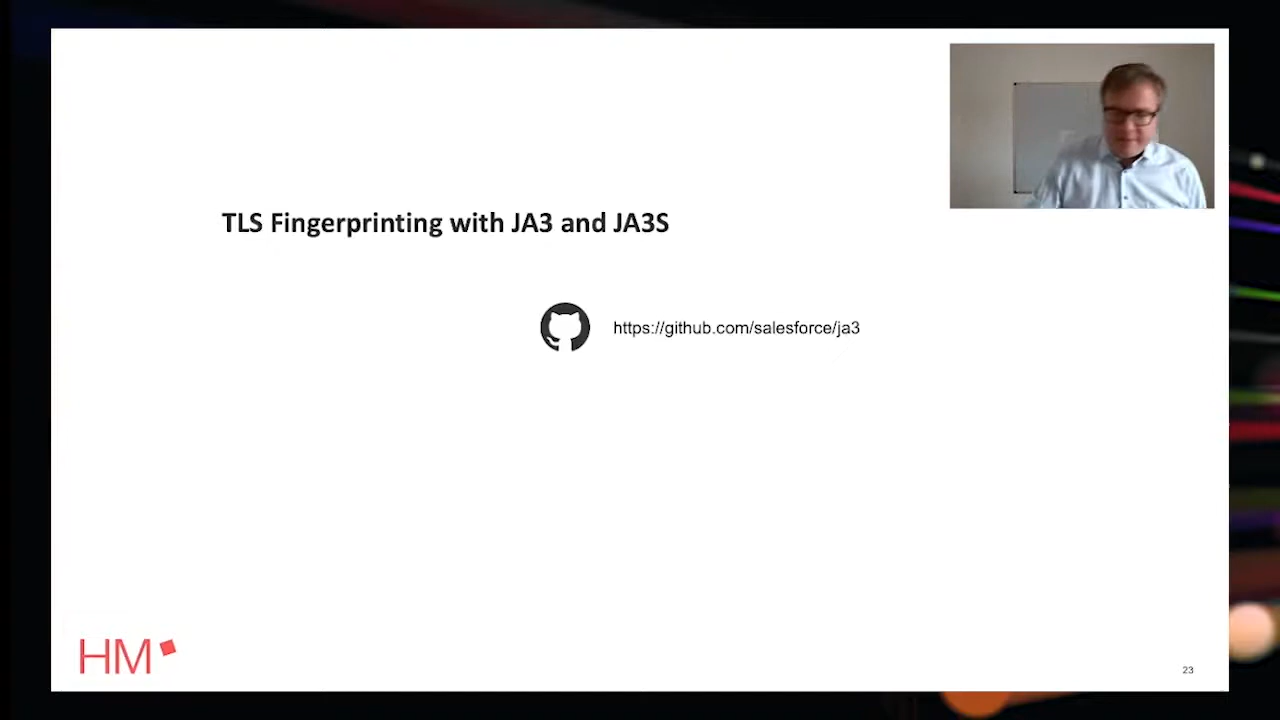 TLS Fingerprinting with JA3 and JA3S
https://github.com/salesforce/ja3
HM
23